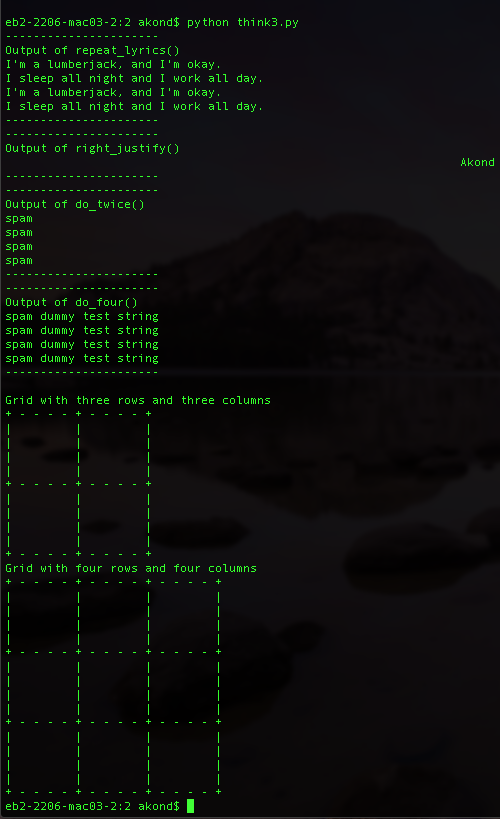 eb2-2206-mac03-2:2 akond$ python think3.py
----------------------
Output of repeat_lyrics()
I'm a lumberjack, and I'm okay.
I sleep all night and I work all day.
I'm a lumberjack, and I'm okay.
I sleep all night and I work all day.
----------------------
----------------------
Output of right_justify()
                                                                 Akond
----------------------
----------------------
Output of do_twice()
spam
spam
spam
spam
----------------------
----------------------
Output of do_four()
spam dummy test string
spam dummy test string
spam dummy test string
spam dummy test string
----------------------

Grid with three rows and three columns
+ - - - - + - - - - +
|         |         |
|         |         |
|         |         |
|         |         |
+ - - - - + - - - - +
|         |         |
|         |         |
|         |         |
|         |         |
+ - - - - + - - - - +
Grid with four rows and four columns
+ - - - - + - - - - + - - - - +
|         |         |         |
|         |         |         |
|         |         |         |
|         |         |         |
+ - - - - + - - - - + - - - - +
|         |         |         |
|         |         |         |
|         |         |         |
|         |         |         |
+ - - - - + - - - - + - - - - +
|         |         |         |
|         |         |         |
|         |         |         |
|         |         |         |
+ - - - - + - - - - + - - - - +
eb2-2206-mac03-2:2 akond$